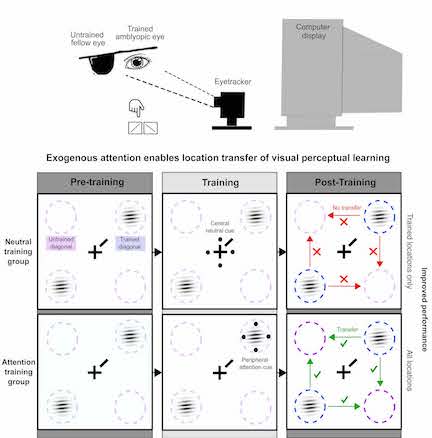 Untrained
fellow eye
Trained
amblyopic eye
Computer
display
Eyetracker
Exogenous attention enables location transfer of visual perceptual learning
Pre-training
Training
Post-Training
Neutral
training
group
Untrained
diagonal
Trained
diagonal
Central
neutral cue
No transfer
Trained locations only
Attention
training
group
Peripheral
attention cue
Transfer
All locations
Improved performance